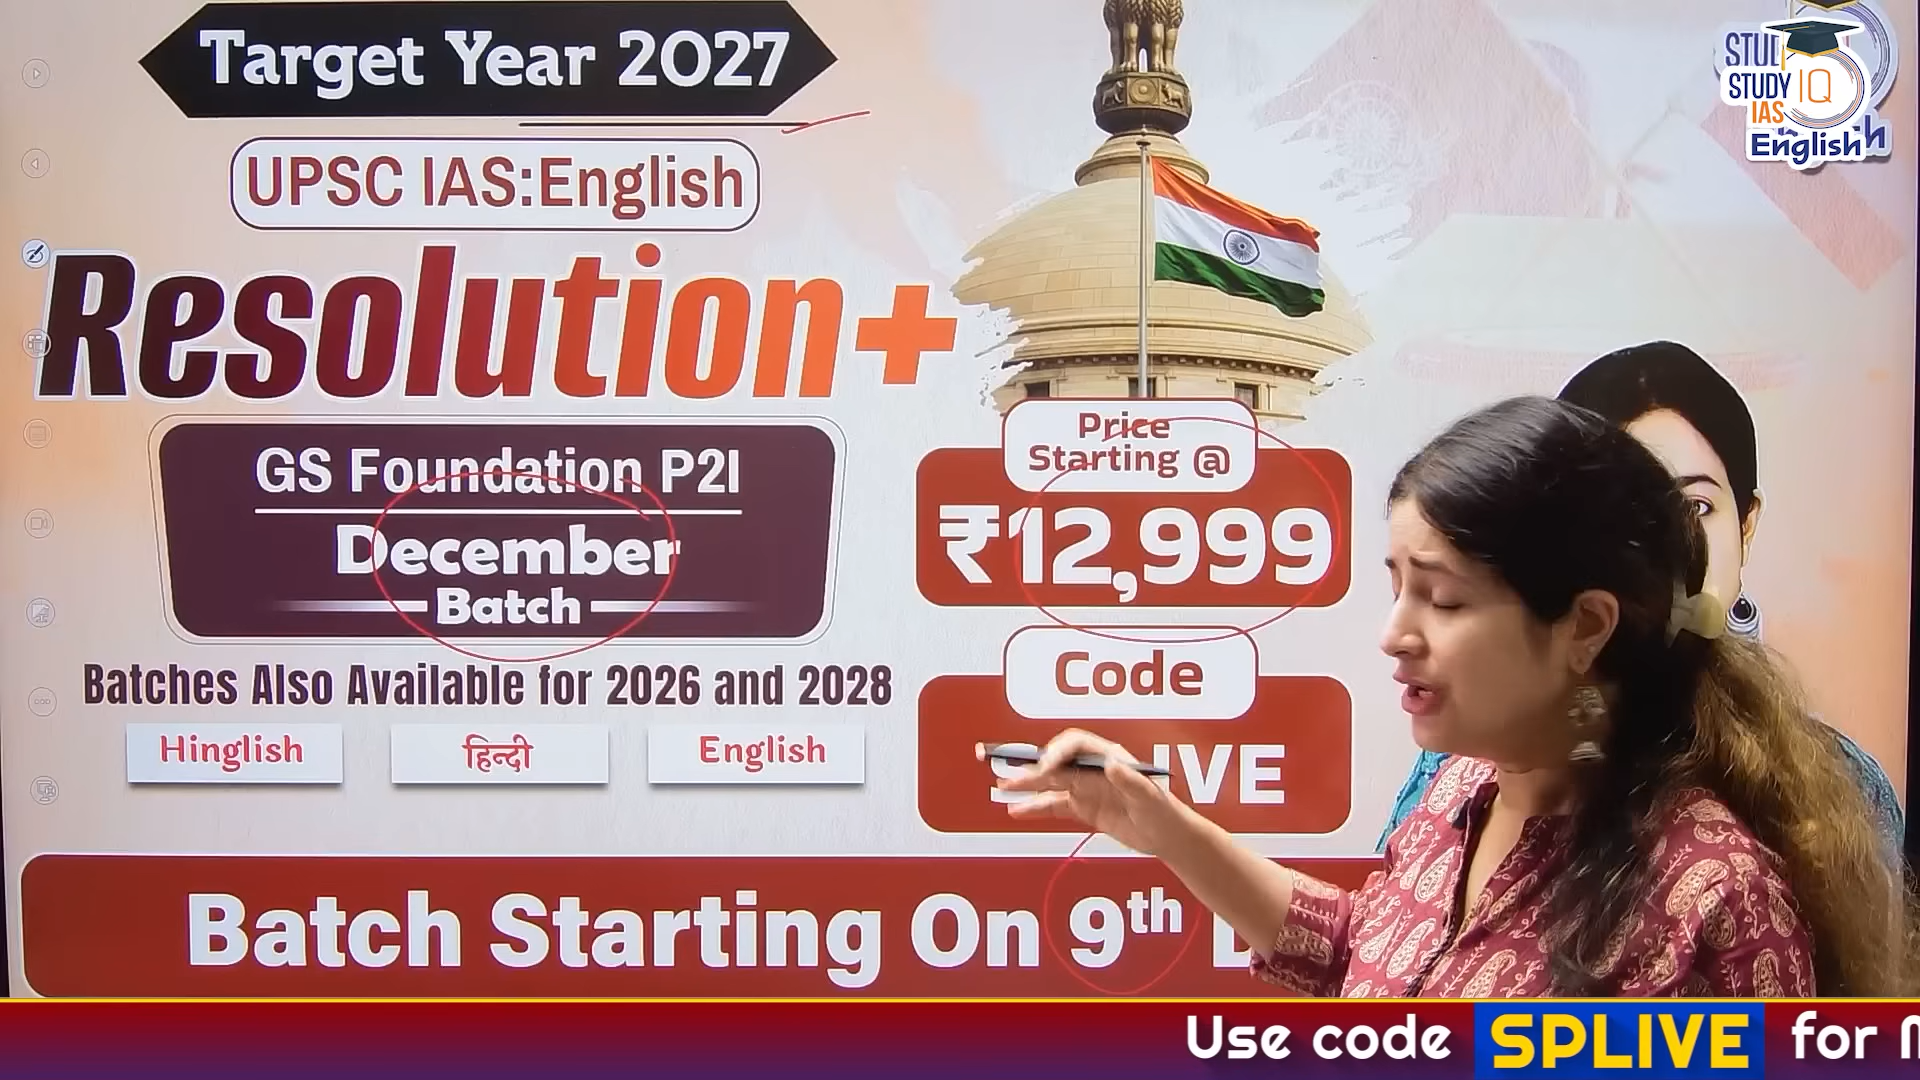 Target Year 2027
UPSC IAS:English
Resolution+
GS Foundation P2I
December
Batch
Batches Also Available for 2026 and 2028
Hinglish
हिन्दी
English
Price
Starting @
₹12,999
Code
Batch Starting On 9th
STUDY IQ
IAS
English
Use code SPLIVE for